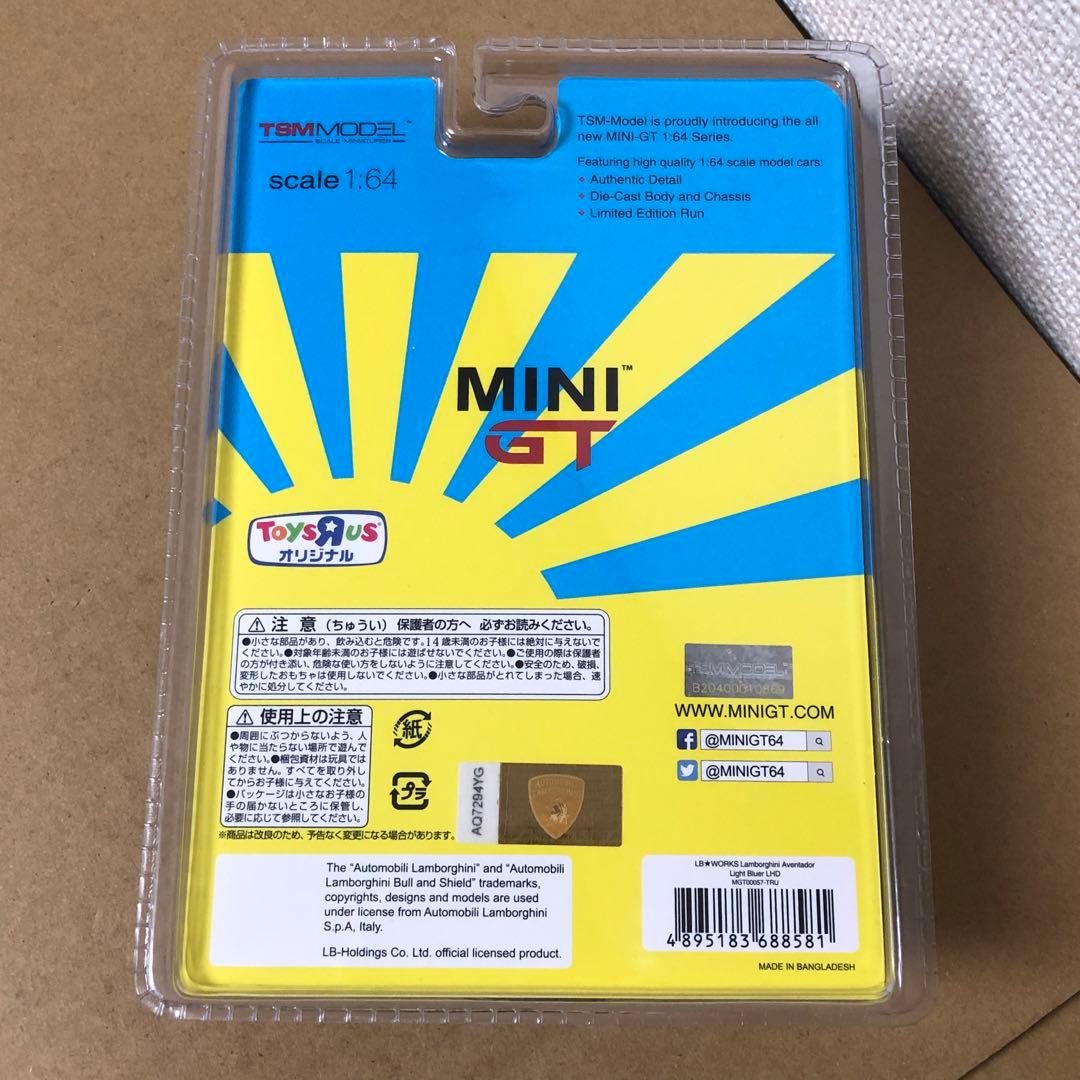 TSMMODEL™
SCALE MINIATURES
scale 1:64
TSM-Model is proudly introducing the all
new MINI-GT 1:64 Series.
Featuring high quality 1:64 scale model cars:
Authentic Detail
Die-Cast Body and Chassis
Limited Edition Run
MINI™
GT
TOYSRUS
オリジナル
⚠ 注 意 (ちゅうい) 保護者の方へ 必ずお読みください。
●小さな部品があり、飲み込むと危険です。14歳未満のお子様には絶対に与えないで
ください。●対象年齢未満のお子様には遊ばせないでください。●ご使用の際は保護者
の方が付き添い、危険な使い方をしないように注意してください。●安全のため、破損、
変形したおもちゃは使用しないでください。●小さな部品がとれてしまった場合、速
やかに処分してください。
⚠ 使用上の注意
●周囲にぶつからないよう、人
や物に当たらない場所で遊んで
ください。●梱包資材は玩具では
ありません。すべてを取り外し
てからお子様に与えてください。
●パッケージは小さなお子様の
手の届かないところに保管し、
必要に応じて参照してください。
※商品は改良のため、予告なく変更になる場合があります。
紙
プラ
AQ7294YG
TSMMODEL
B20400010869
WWW.MINIGT.COM
@MINIGT64
@MINIGT64
The “Automobili Lamborghini” and “Automobili
Lamborghini Bull and Shield” trademarks,
copyrights, designs and models are used
under license from Automobili Lamborghini
S.p.A, Italy.
LB-Holdings Co. Ltd. official licensed product.
LB★WORKS Lamborghini Aventador
Light Bluer LHD
MGT00057-TRU
4 895183 688581
MADE IN BANGLADESH